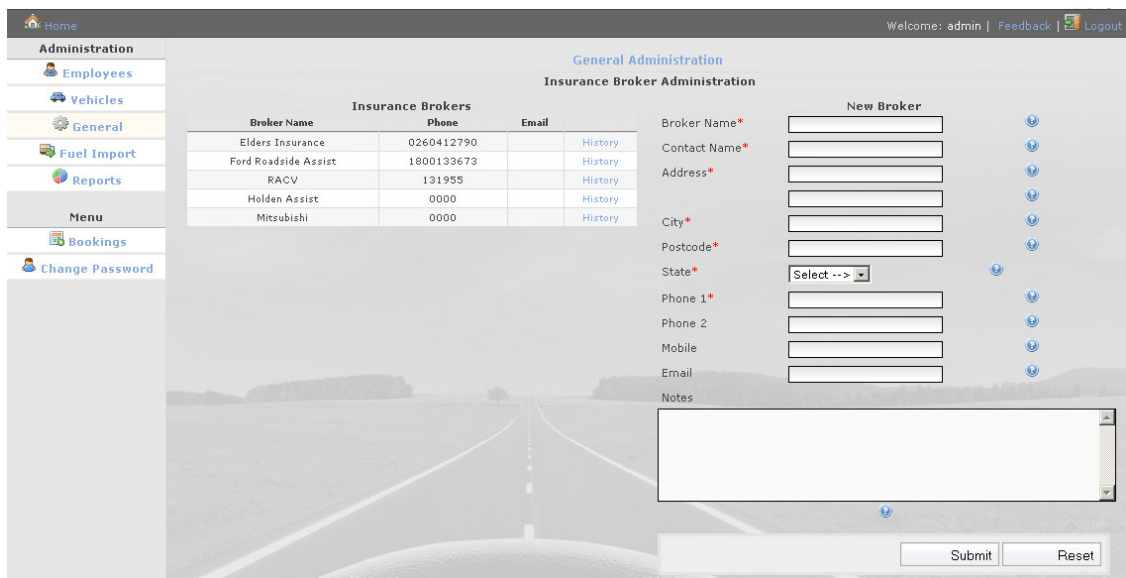 Home
Welcome: admin | Feedback | Logout
Administration
Employees
Vehicles
General
Fuel Import
Reports
Menu
Bookings
Change Password
General Administration
Insurance Broker Administration
Insurance Brokers
Broker Name Phone Email
Elders Insurance 0260412790 History
Ford Roadside Assist 1800133673 History
RACV 131955 History
Holden Assist 0000 History
Mitsubishi 0000 History
New Broker
Broker Name*
Contact Name*
Address*
City*
Postcode*
State* Select -->
Phone 1*
Phone 2
Mobile
Email
Notes
Submit Reset